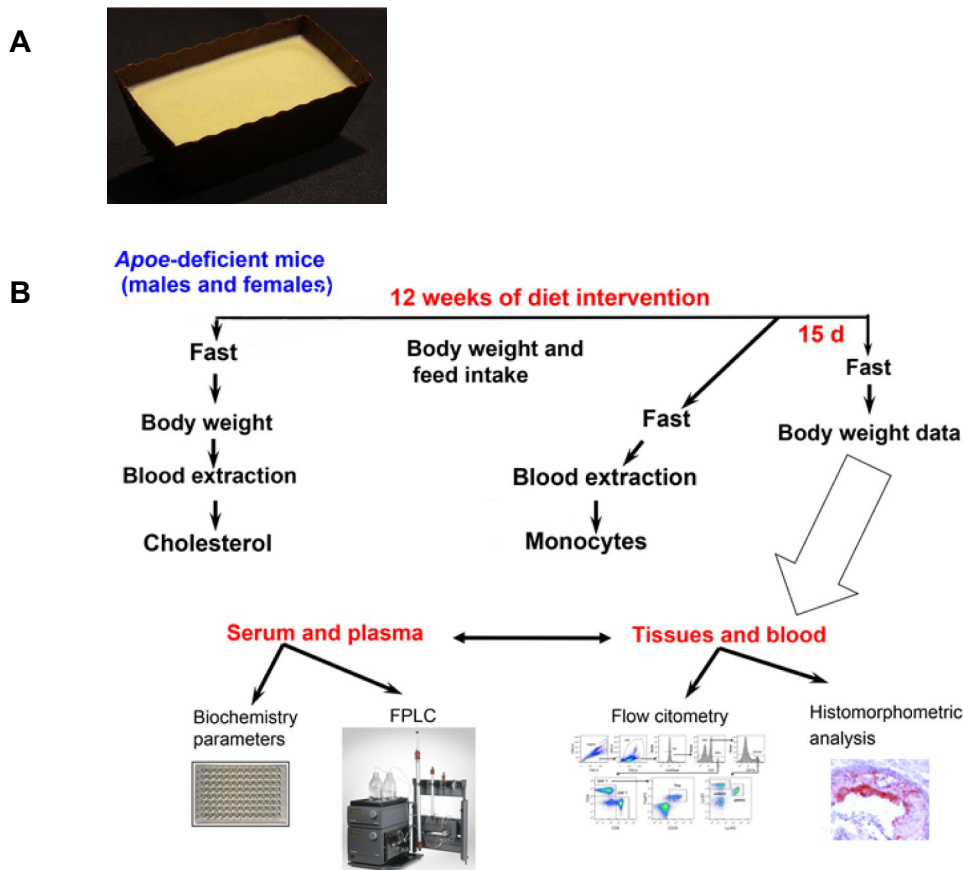 A
B
Apoe-deficient mice
(males and females)
12 weeks of diet intervention
15 d
Fast
Body weight
Blood extraction
Cholesterol
Body weight and
feed intake
Fast
Blood extraction
Monocytes
Fast
Body weight data
Serum and plasma
Tissues and blood
Biochemistry
parameters
FPLC
Flow citometry
Histomorphometric
analysis